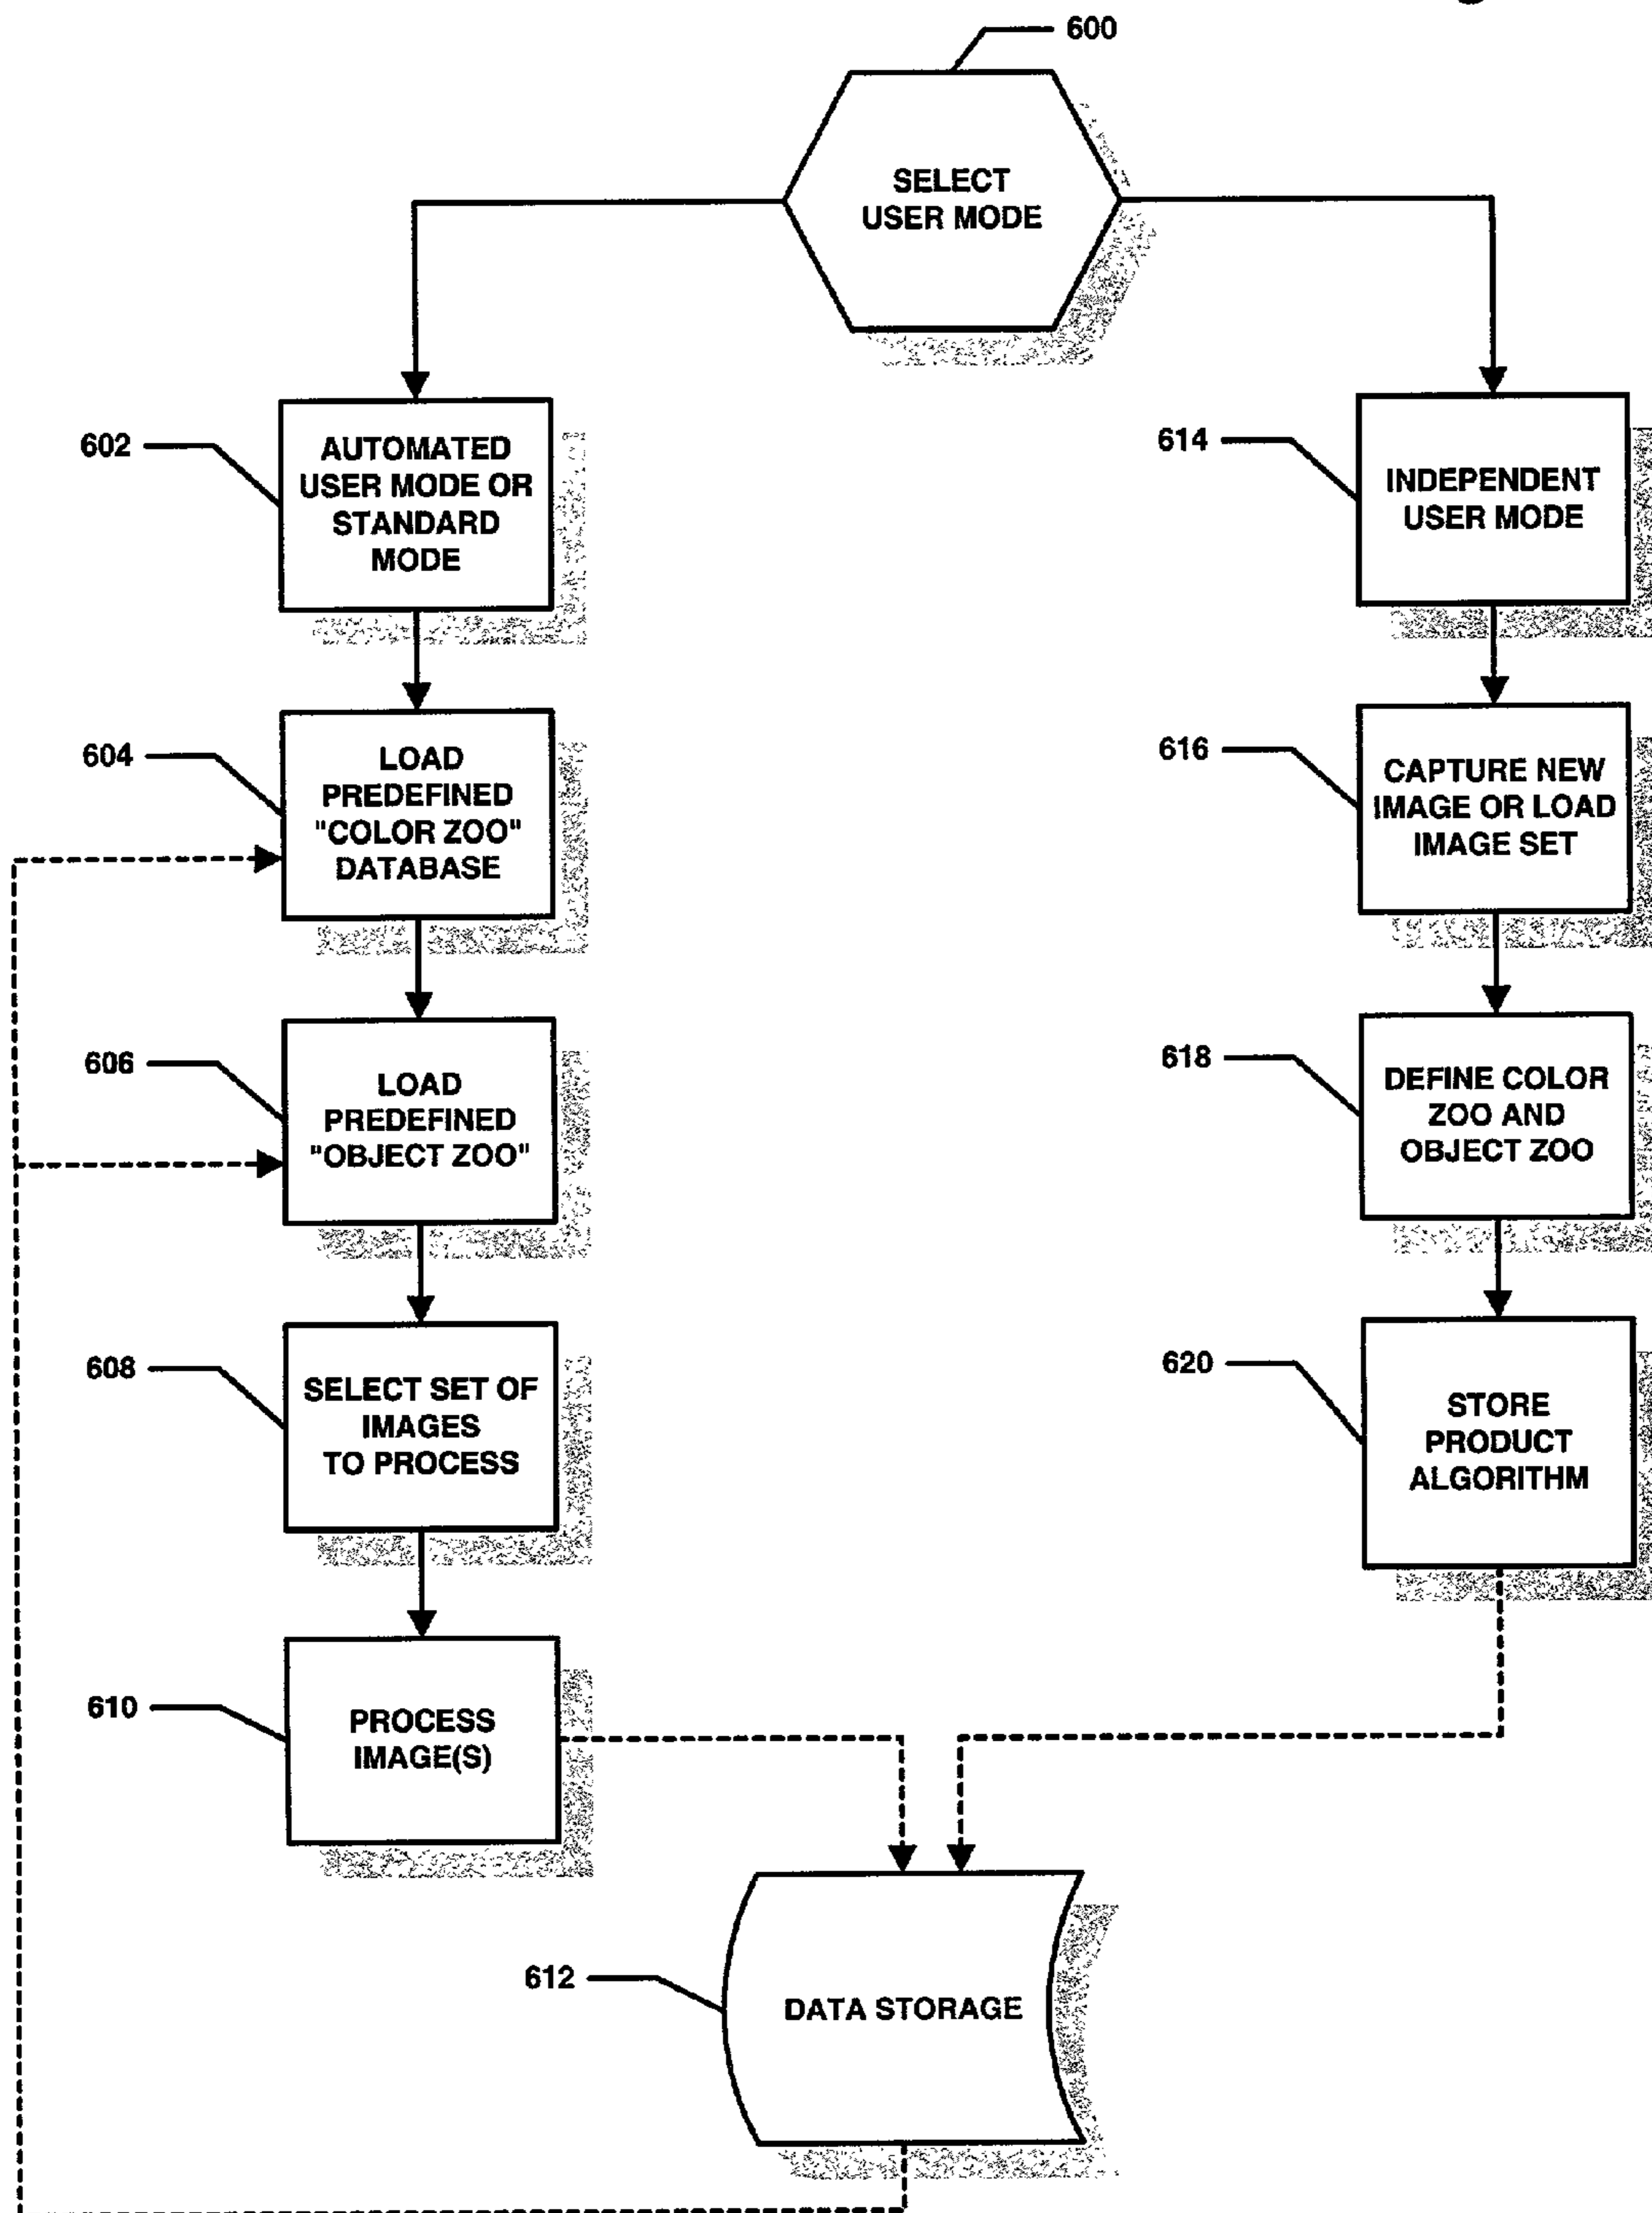 600
SELECT
USER MODE
602
AUTOMATED
USER MODE OR
STANDARD
MODE
604
LOAD
PREDEFINED
"COLOR ZOO"
DATABASE
606
LOAD
PREDEFINED
"OBJECT ZOO"
608
SELECT SET OF
IMAGES
TO PROCESS
610
PROCESS
IMAGE(S)
614
INDEPENDENT
USER MODE
616
CAPTURE NEW
IMAGE OR LOAD
IMAGE SET
618
DEFINE COLOR
ZOO AND
OBJECT ZOO
620
STORE
PRODUCT
ALGORITHM
612
DATA STORAGE